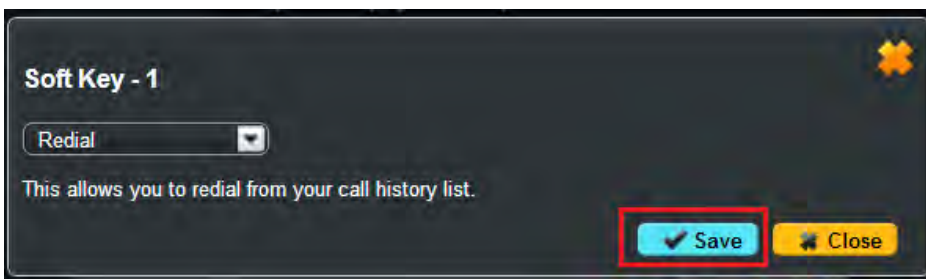 Soft Key - 1
Redial
This allows you to redial from your call history list.
Save
Close